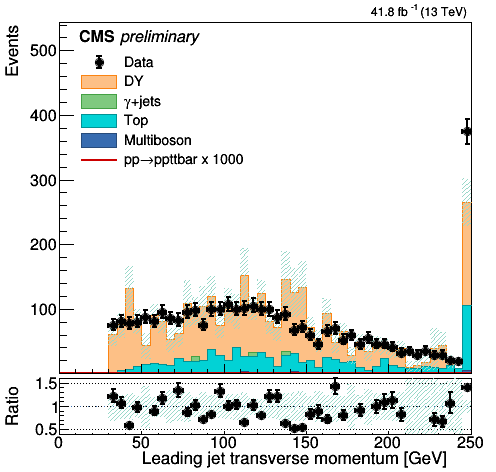 41.8 fb⁻¹ (13 TeV)
Events
500
400
300
200
100
CMS preliminary
Data
DY
γ+jets
Top
Multiboson
pp→ppttbar x 1000
Ratio
1.5
1
0.5
0 50 100 150 200 250
Leading jet transverse momentum [GeV]